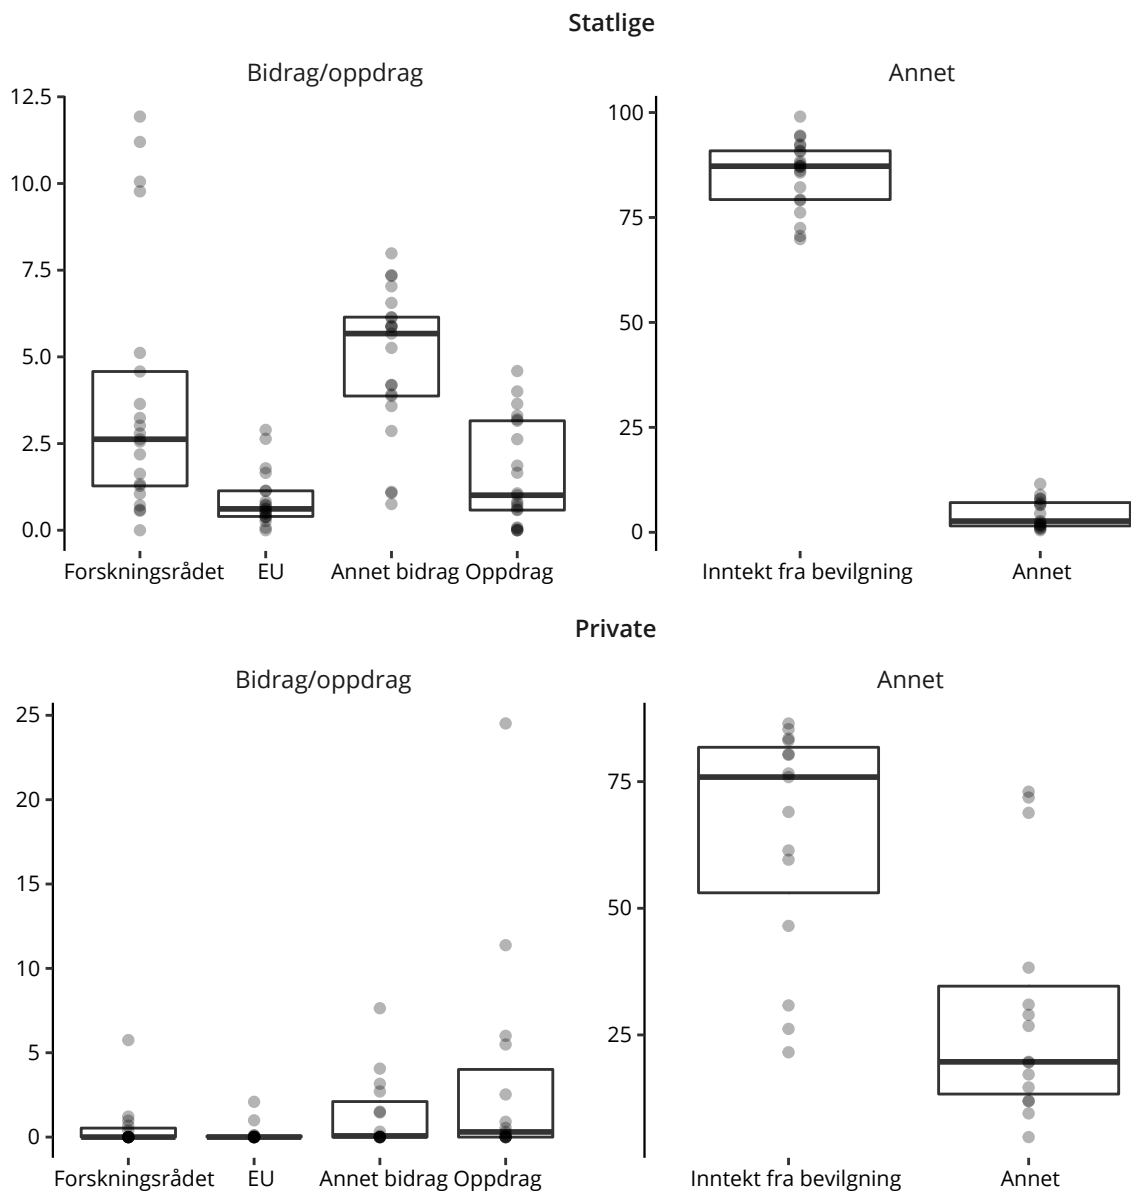 Statlige
Bidrag/oppdrag
12.5
10.0
7.5
5.0
2.5
0.0
Forskningsrådet EU Annet bidrag Oppdrag
Annet
100
75
50
25
0
Inntekt fra bevilgning Annet
Private
Bidrag/oppdrag
25
20
15
10
5
0
Forskningsrådet EU Annet bidrag Oppdrag
Annet
75
50
25
Inntekt fra bevilgning Annet